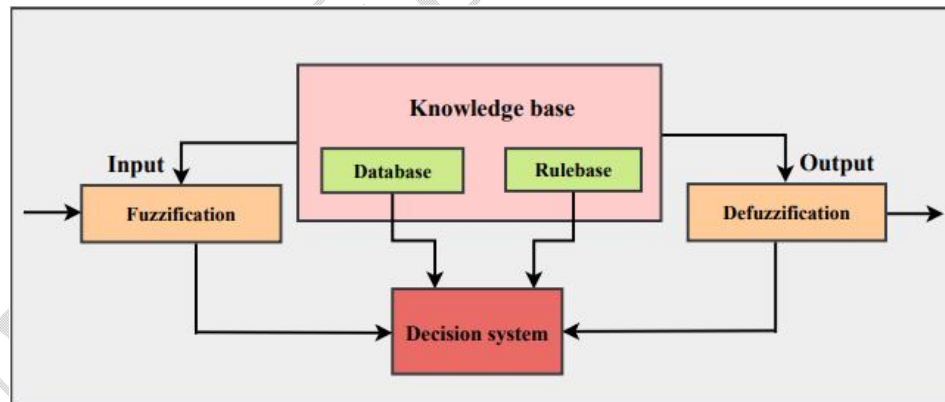 Knowledge base
Input
Database
Rulebase
Output
Fuzzification
Defuzzification
Decision system